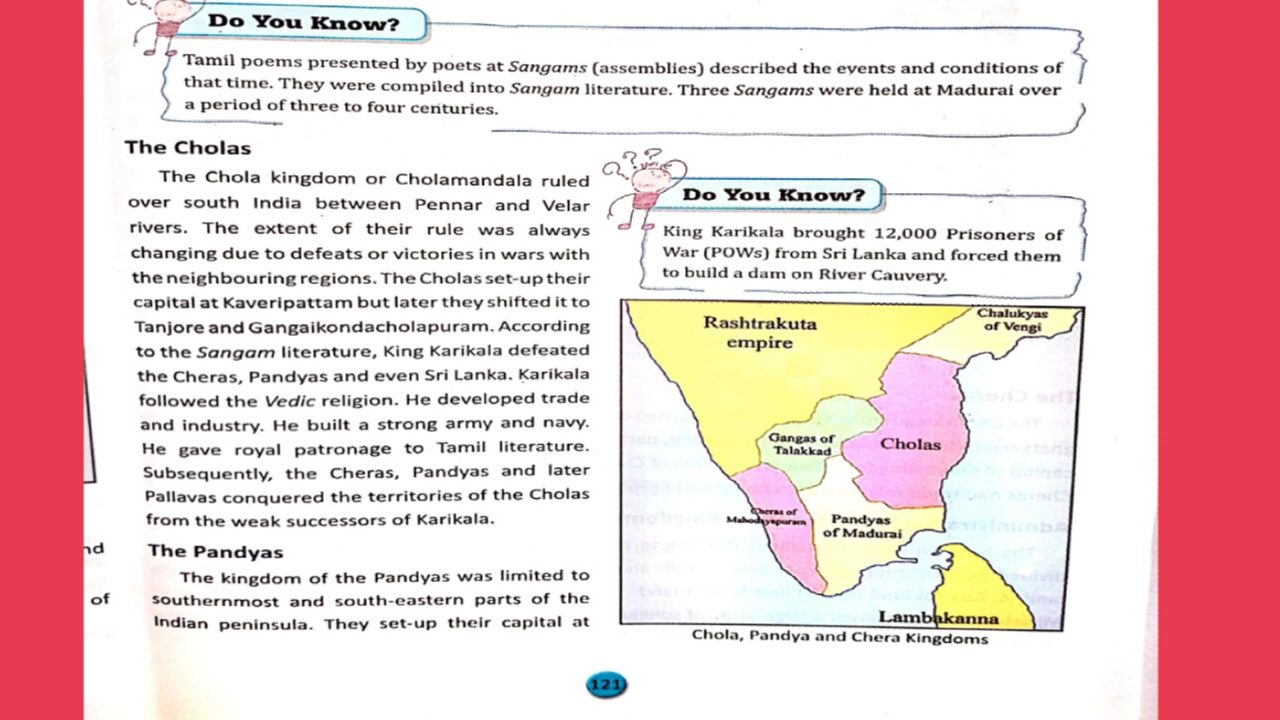 Do You Know?
Tamil poems presented by poets at Sangams (assemblies) described the events and conditions of
that time. They were compiled into Sangam literature. Three Sangams were held at Madurai over
a period of three to four centuries.
The Cholas
The Chola kingdom or Cholamandala ruled
over south India between Pennar and Velar
rivers. The extent of their rule was always
changing due to defeats or victories in wars with
the neighbouring regions. The Cholas set-up their
capital at Kaveripattam but later they shifted it to
Tanjore and Gangaikondacholapuram. According
to the Sangam literature, King Karikala defeated
the Cheras, Pandyas and even Sri Lanka. Karikala
followed the Vedic religion. He developed trade
and industry. He built a strong army and navy.
He gave royal patronage to Tamil literature.
Subsequently, the Cheras, Pandyas and later
Pallavas conquered the territories of the Cholas
from the weak successors of Karikala.
The Pandyas
The kingdom of the Pandyas was limited to
southernmost and south-eastern parts of the
Indian peninsula. They set-up their capital at
Do You Know?
King Karikala brought 12,000 Prisoners of
War (POWs) from Sri Lanka and forced them
to build a dam on River Cauvery.
Rashtrakuta
empire
Chalukyas
of Vengi
Gangas of
Talakkad
Cholas
Cheras of
Mahodayapuram
Pandyas
of Madurai
Lambakanna
Chola, Pandya and Chera Kingdoms
121
of